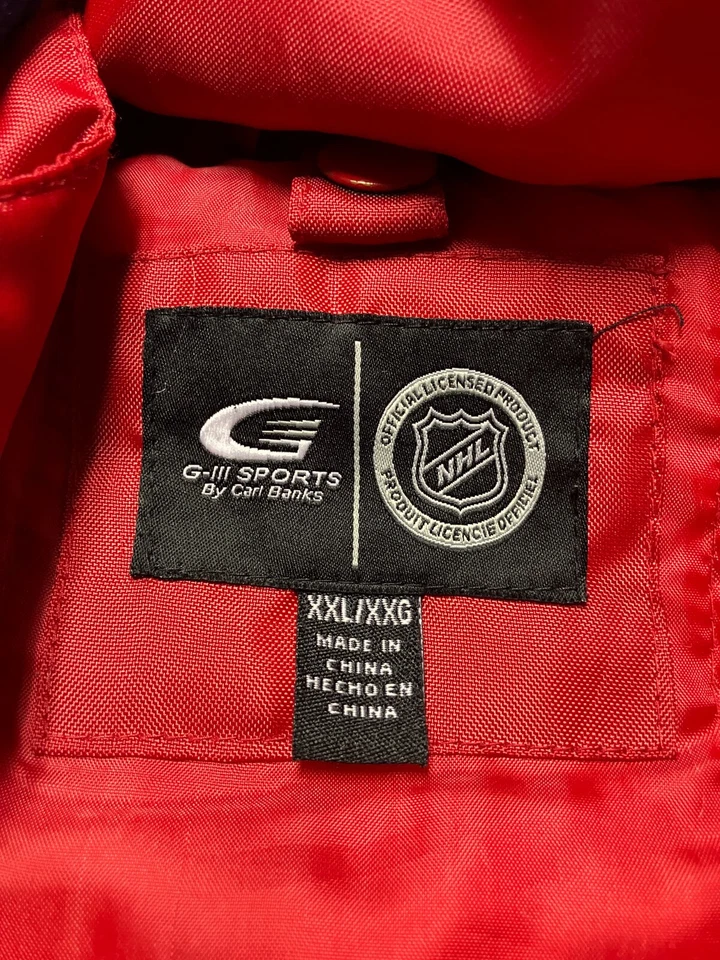 G-III SPORTS
By Carl Banks
OFFICIAL LICENSED PRODUCT
NHL
PRODUIT LICENCIE OFFICIEL
XXL/XXG
MADE IN
CHINA
HECHO EN
CHINA